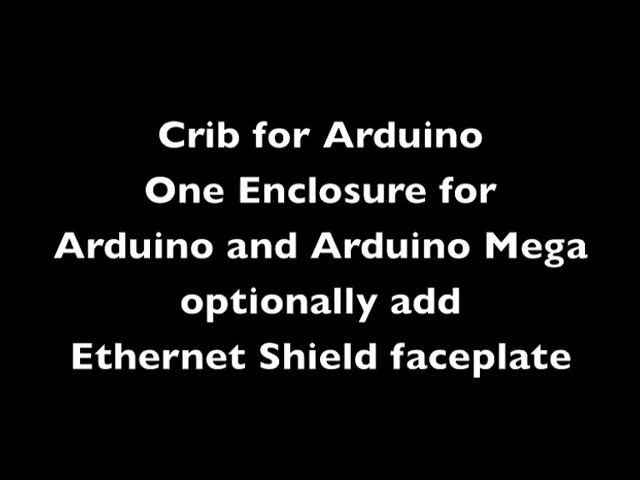 Crib for Arduino
One Enclosure for
Arduino and Arduino Mega
optionally add
Ethernet Shield faceplate